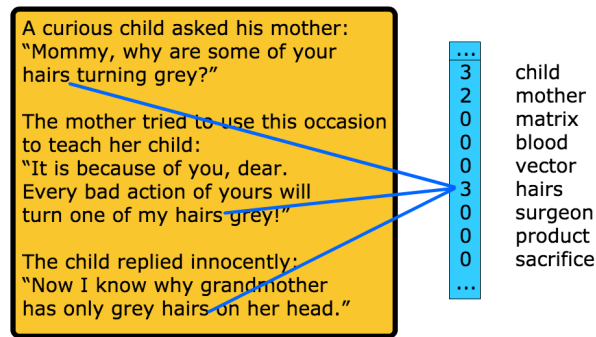 A curious child asked his mother:
“Mommy, why are some of your
hairs turning grey?”
The mother tried to use this occasion
to teach her child:
“It is because of you, dear.
Every bad action of yours will
turn one of my hairs grey!”
The child replied innocently:
“Now I know why grandmother
has only grey hairs on her head.”
...
3 child
2 mother
0 matrix
0 blood
0 vector
3 hairs
0 surgeon
0 product
0 sacrifice
...